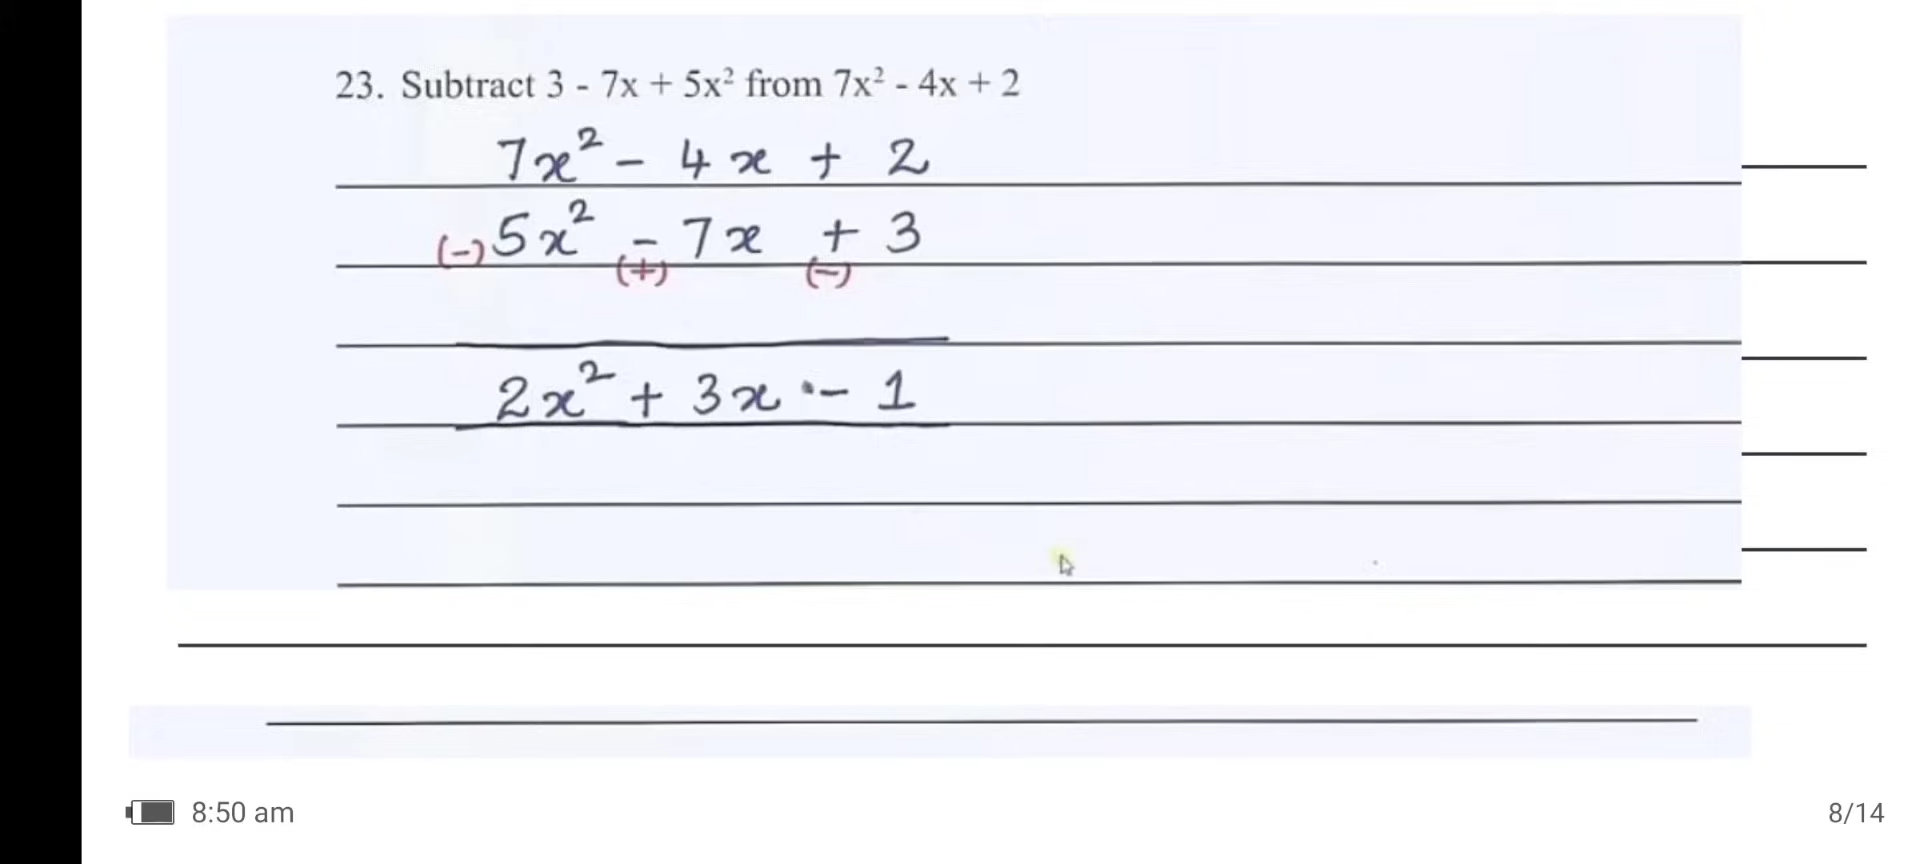 23. Subtract 3 - 7x + 5x² from 7x² - 4x + 2
7x² - 4x + 2
(-) 5x² - 7x + 3
(+) (-)
2x² + 3x - 1
8:50 am
8/14